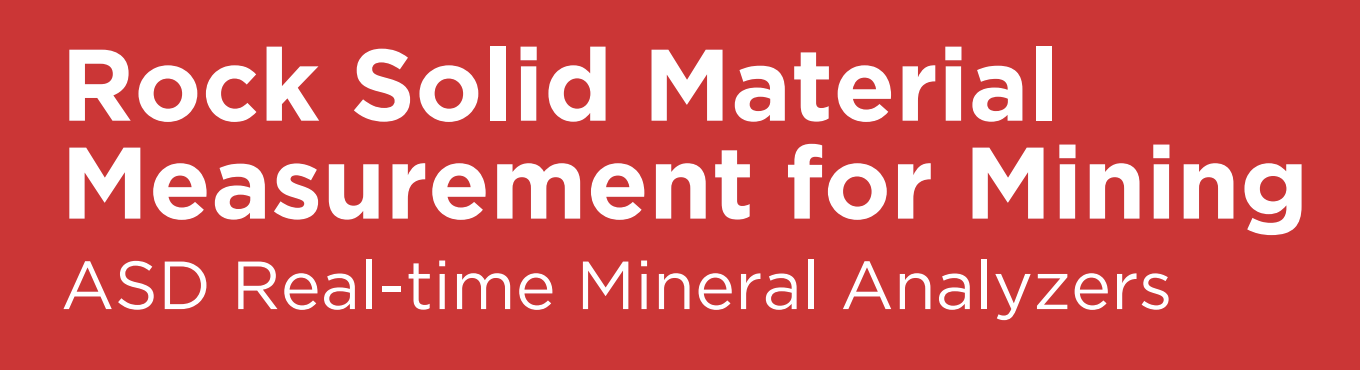 Rock Solid Material
Measurement for Mining
ASD Real-time Mineral Analyzers